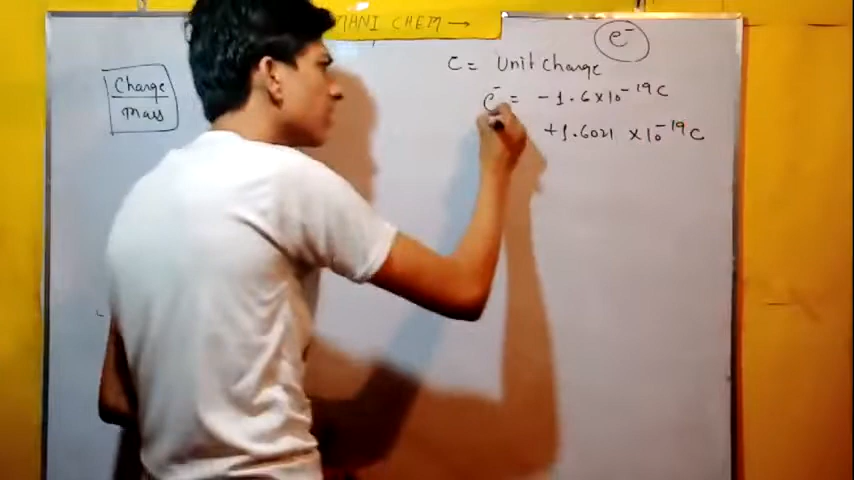 MANI CHEM →
e⁻
Charge
Mass
C = Unit Charge
e⁻ = -1.6 x 10⁻¹⁹ C
+1.6021 x 10⁻¹⁹ C